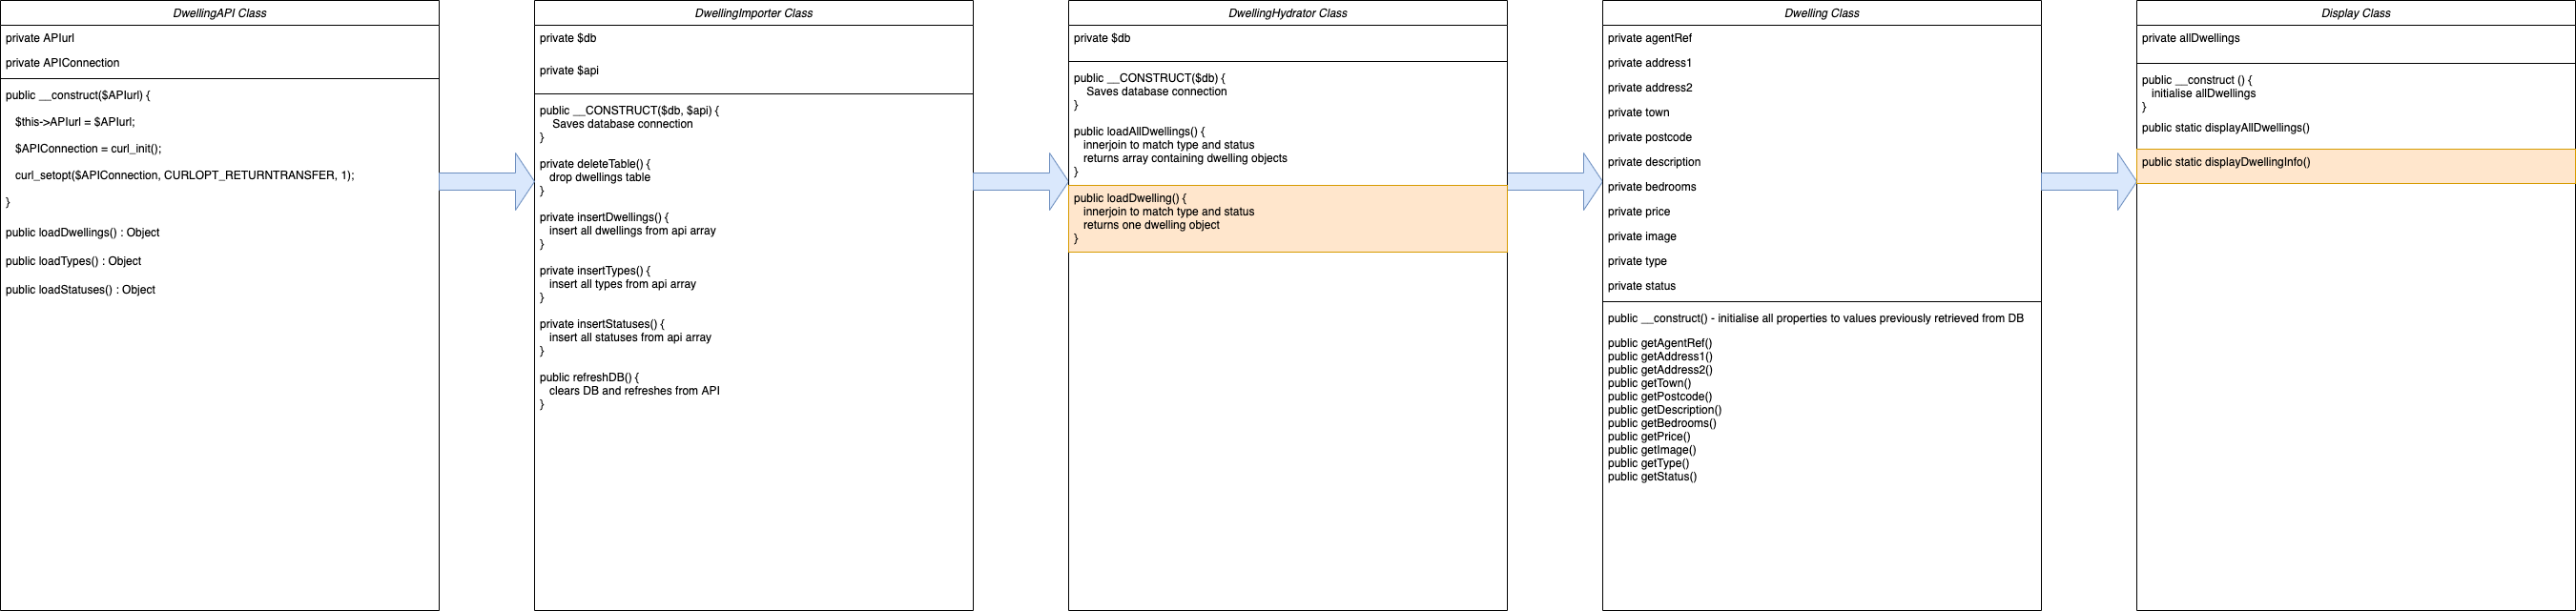 DwellingAPI Class
private APIurl
private APIConnection
public __construct($APIurl) {
$this->APIurl = $APIurl;
$APIConnection = curl_init();
curl_setopt($APIConnection, CURLOPT_RETURNTRANSFER, 1);
}
public loadDwellings() : Object
public loadTypes() : Object
public loadStatuses() : Object
DwellingImporter Class
private $db
private $api
public __CONSTRUCT($db, $api) {
Saves database connection
}
private deleteTable() {
drop dwellings table
}
private insertDwellings() {
insert all dwellings from api array
}
private insertTypes() {
insert all types from api array
}
private insertStatuses() {
insert all statuses from api array
}
public refreshDB() {
clears DB and refreshes from API
}
DwellingHydrator Class
private $db
public __CONSTRUCT($db) {
Saves database connection
}
public loadAllDwellings() {
innerjoin to match type and status
returns array containing dwelling objects
}
public loadDwelling() {
innerjoin to match type and status
returns one dwelling object
}
Dwelling Class
private agentRef
private address1
private address2
private town
private postcode
private description
private bedrooms
private price
private image
private type
private status
public __construct() - initialise all properties to values previously retrieved from DB
public getAgentRef()
public getAddress1()
public getAddress2()
public getTown()
public getPostcode()
public getDescription()
public getBedrooms()
public getPrice()
public getImage()
public getType()
public getStatus()
Display Class
private allDwellings
public __construct () {
initialise allDwellings
}
public static displayAllDwellings()
public static displayDwellingInfo()